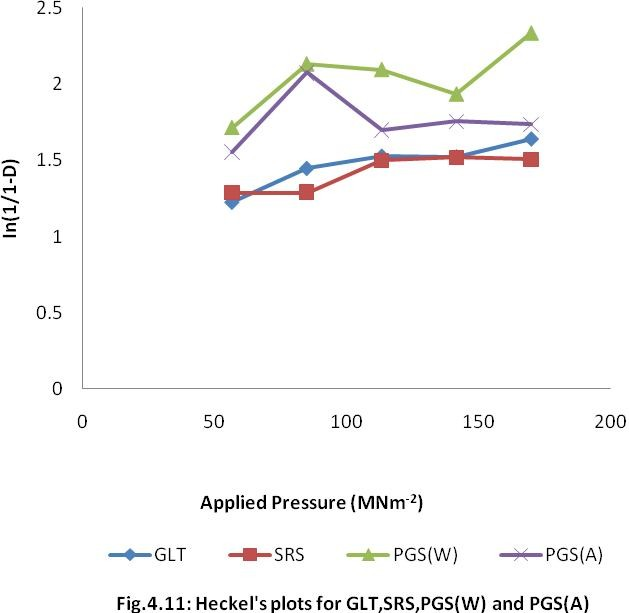 2.5
2
1.5
1
0.5
0
ln(1/1-D)
0 50 100 150 200
Applied Pressure (MNm-2)
GLT SRS PGS(W) PGS(A)
Fig.4.11: Heckel's plots for GLT,SRS,PGS(W) and PGS(A)